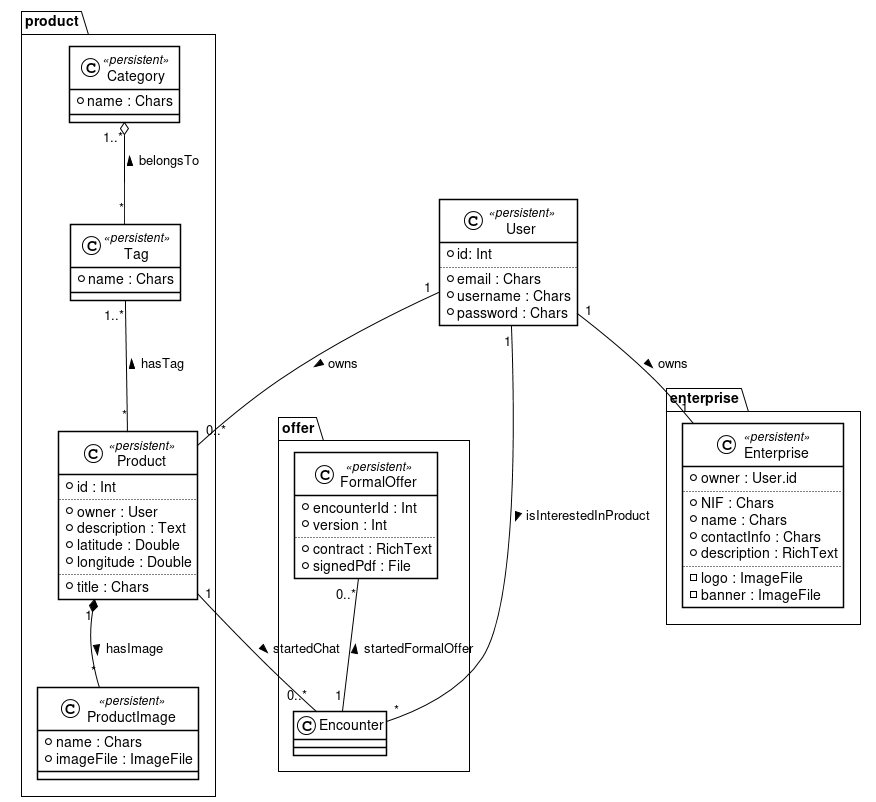 product
C «persistent»
Category
name : Chars
1..*
belongsTo
*
C «persistent»
Tag
name : Chars
1..*
hasTag
*
C «persistent»
Product
id : Int
owner : User
description : Text
latitude : Double
longitude : Double
title : Chars
1
hasImage
*
C «persistent»
ProductImage
name : Chars
imageFile : ImageFile
C «persistent»
User
id: Int
email : Chars
username : Chars
password : Chars
1
owns
0..*
1
owns
1
isInterestedInProduct
*
offer
C «persistent»
FormalOffer
encounterId : Int
version : Int
contract : RichText
signedPdf : File
0..*
startedFormalOffer
1
1
startedChat
0..*
C Encounter
enterprise
C «persistent»
Enterprise
owner : User.id
NIF : Chars
name : Chars
contactInfo : Chars
description : RichText
logo : ImageFile
banner : ImageFile